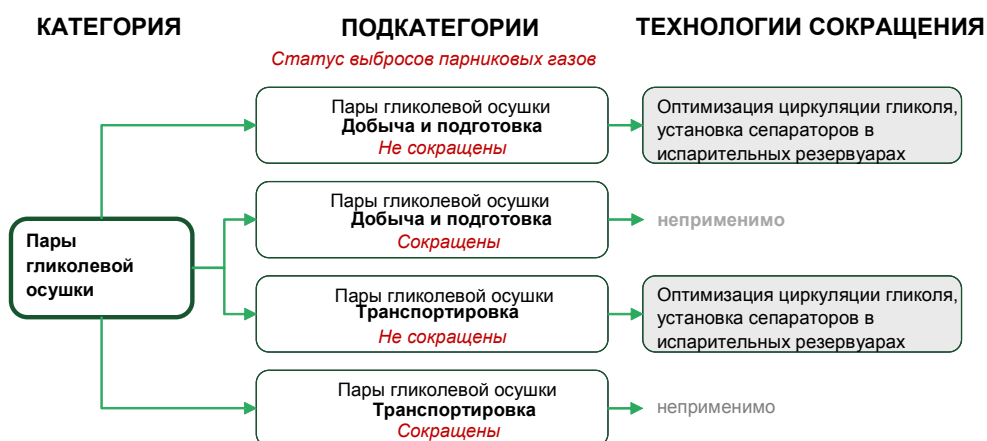 КАТЕГОРИЯ
ПОДКАТЕГОРИИ
ТЕХНОЛОГИИ СОКРАЩЕНИЯ
Статус выбросов парниковых газов
Пары гликолевой осушки
Добыча и подготовка
Не сокращены
Оптимизация циркуляции гликоля,
установка сепараторов в
испарительных резервуарах
Пары гликолевой осушки
Добыча и подготовка
Сокращены
неприменимо
Пары
гликолевой
осушки
Пары гликолевой осушки
Транспортировка
Не сокращены
Оптимизация циркуляции гликоля,
установка сепараторов в
испарительных резервуарах
Пары гликолевой осушки
Транспортировка
Сокращены
неприменимо